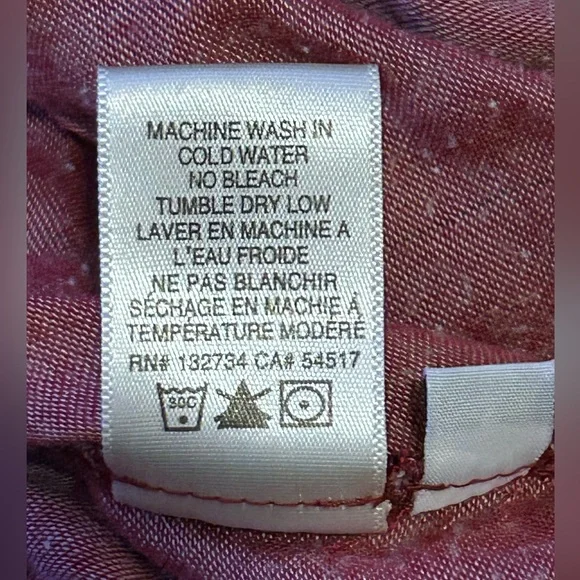 MACHINE WASH IN
COLD WATER
NO BLEACH
TUMBLE DRY LOW
LAVER EN MACHINE A
L'EAU FROIDE
NE PAS BLANCHIR
SÉCHAGE EN MACHIE Á
TEMPÉRATURE MODÉRÉ
RN# 132734 CA# 54517